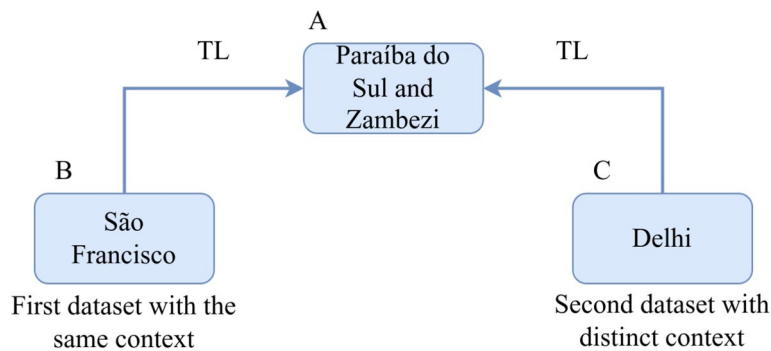 A
TL
Paraíba do
Sul and
Zambezi
TL
B
São
Francisco
First dataset with the
same context
C
Delhi
Second dataset with
distinct context